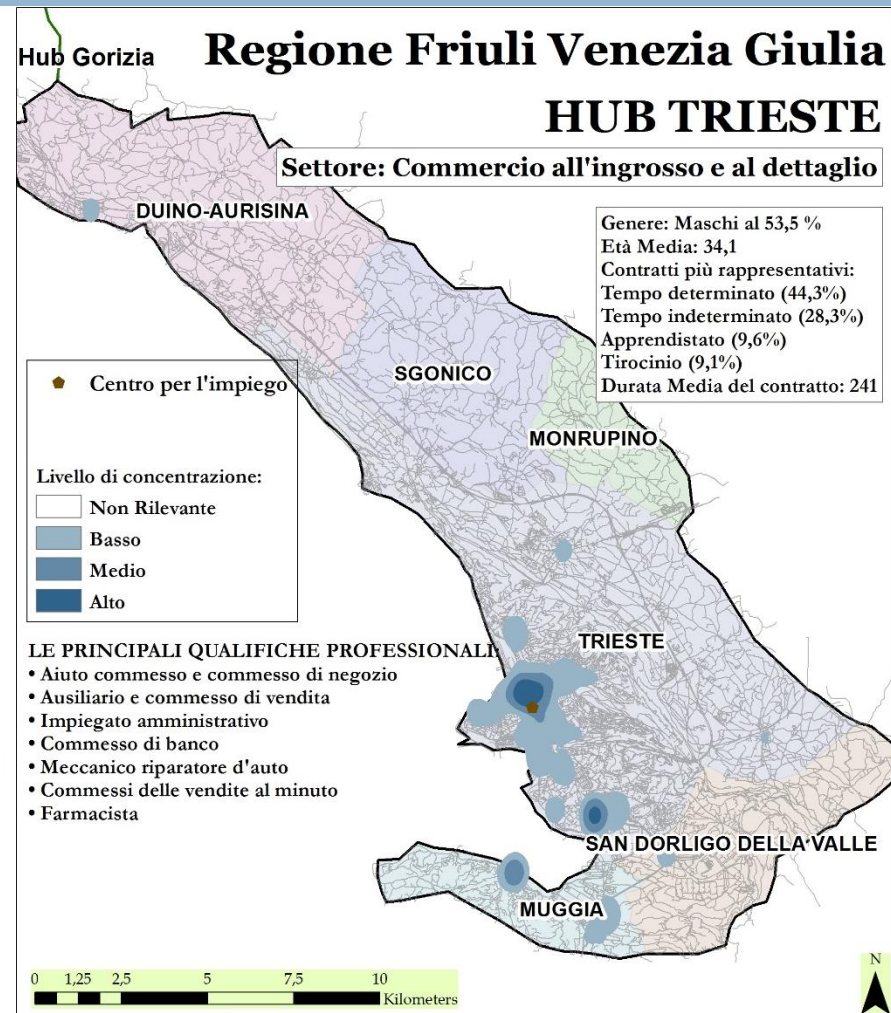 Hub Gorizia
Regione Friuli Venezia Giulia
HUB TRIESTE
Settore: Commercio all'ingrosso e al dettaglio
DUINO-AURISINA
Genere: Maschi al 53,5 %
Età Media: 34,1
Contratti più rappresentativi:
Tempo determinato (44,3%)
Tempo indeterminato (28,3%)
Apprendistato (9,6%)
Tirocinio (9,1%)
Durata Media del contratto: 241
SGONICO
MONRUPINO
Centro per l'impiego
Livello di concentrazione:
Non Rilevante
Basso
Medio
Alto
TRIESTE
LE PRINCIPALI QUALIFICHE PROFESSIONALI:
• Aiuto commesso e commesso di negozio
• Ausiliario e commesso di vendita
• Impiegato amministrativo
• Commesso di banco
• Meccanico riparatore d'auto
• Commessi delle vendite al minuto
• Farmacista
SAN DORLIGO DELLA VALLE
MUGGIA
0 1,25 2,5 5 7,5 10
Kilometers
N